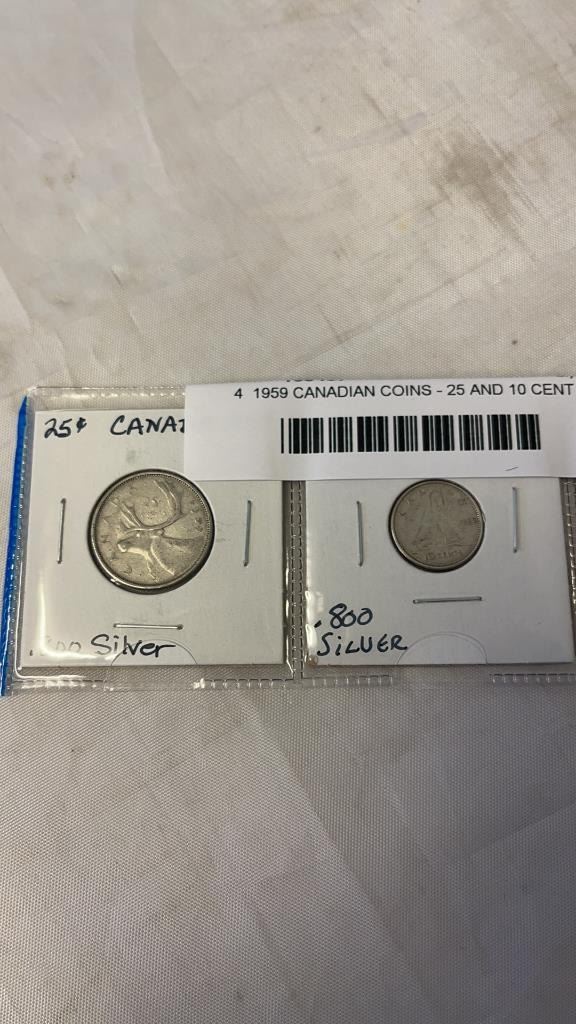 4 1959 CANADIAN COINS - 25 AND 10 CENT
25¢ CANA
Silver
.800
SILVER